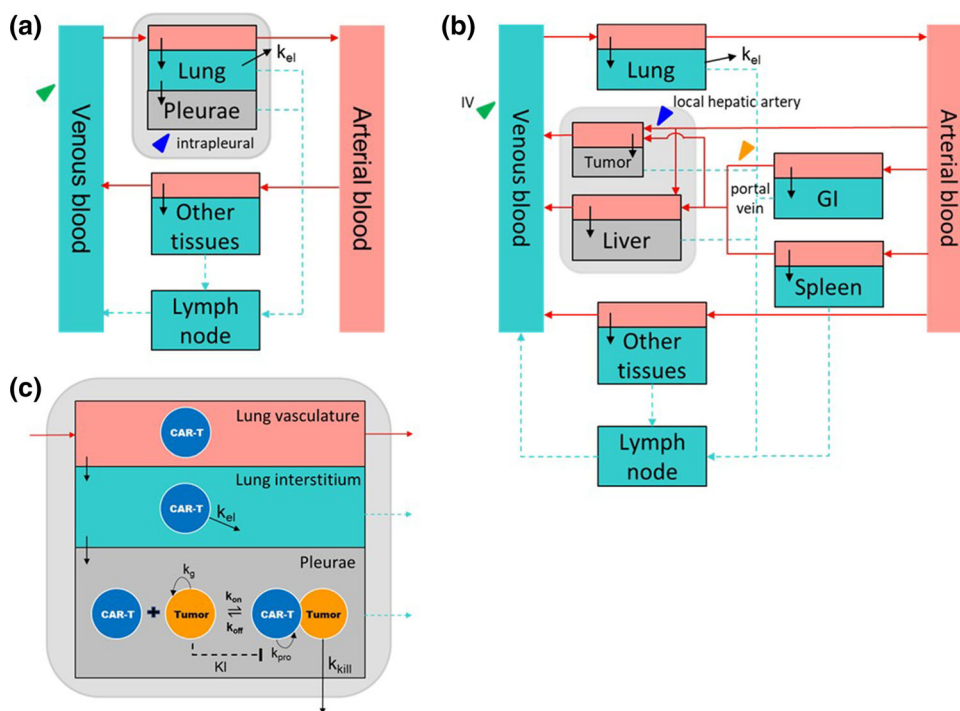 (a)
Venous blood
Lung
k_el
Pleurae
intrapleural
Arterial blood
Other
tissues
Lymph
node
(b)
IV
Venous blood
Lung
k_el
local hepatic artery
Tumor
portal
vein
GI
Liver
Spleen
Other
tissues
Lymph
node
Arterial blood
(c)
Lung vasculature
CAR-T
Lung interstitium
CAR-T
k_el
Pleurae
k_g
CAR-T + Tumor
k_on
k_off
CAR-T Tumor
k_pro
KI
k_kill